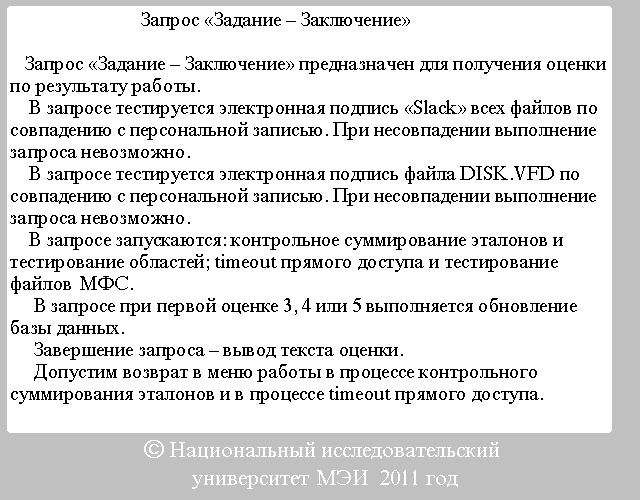 Запрос «Задание – Заключение»
Запрос «Задание – Заключение» предназначен для получения оценки
по результату работы.
В запросе тестируется электронная подпись «Slack» всех файлов по
совпадению с персональной записью. При несовпадении выполнение
запроса невозможно.
В запросе тестируется электронная подпись файла DISK.VFD по
совпадению с персональной записью. При несовпадении выполнение
запроса невозможно.
В запросе запускаются: контрольное суммирование эталонов и
тестирование областей; timeout прямого доступа и тестирование
файлов МФС.
В запросе при первой оценке 3, 4 или 5 выполняется обновление
базы данных.
Завершение запроса – вывод текста оценки.
Допустим возврат в меню работы в процессе контрольного
суммирования эталонов и в процессе timeout прямого доступа.
© Национальный исследовательский
университет МЭИ 2011 год